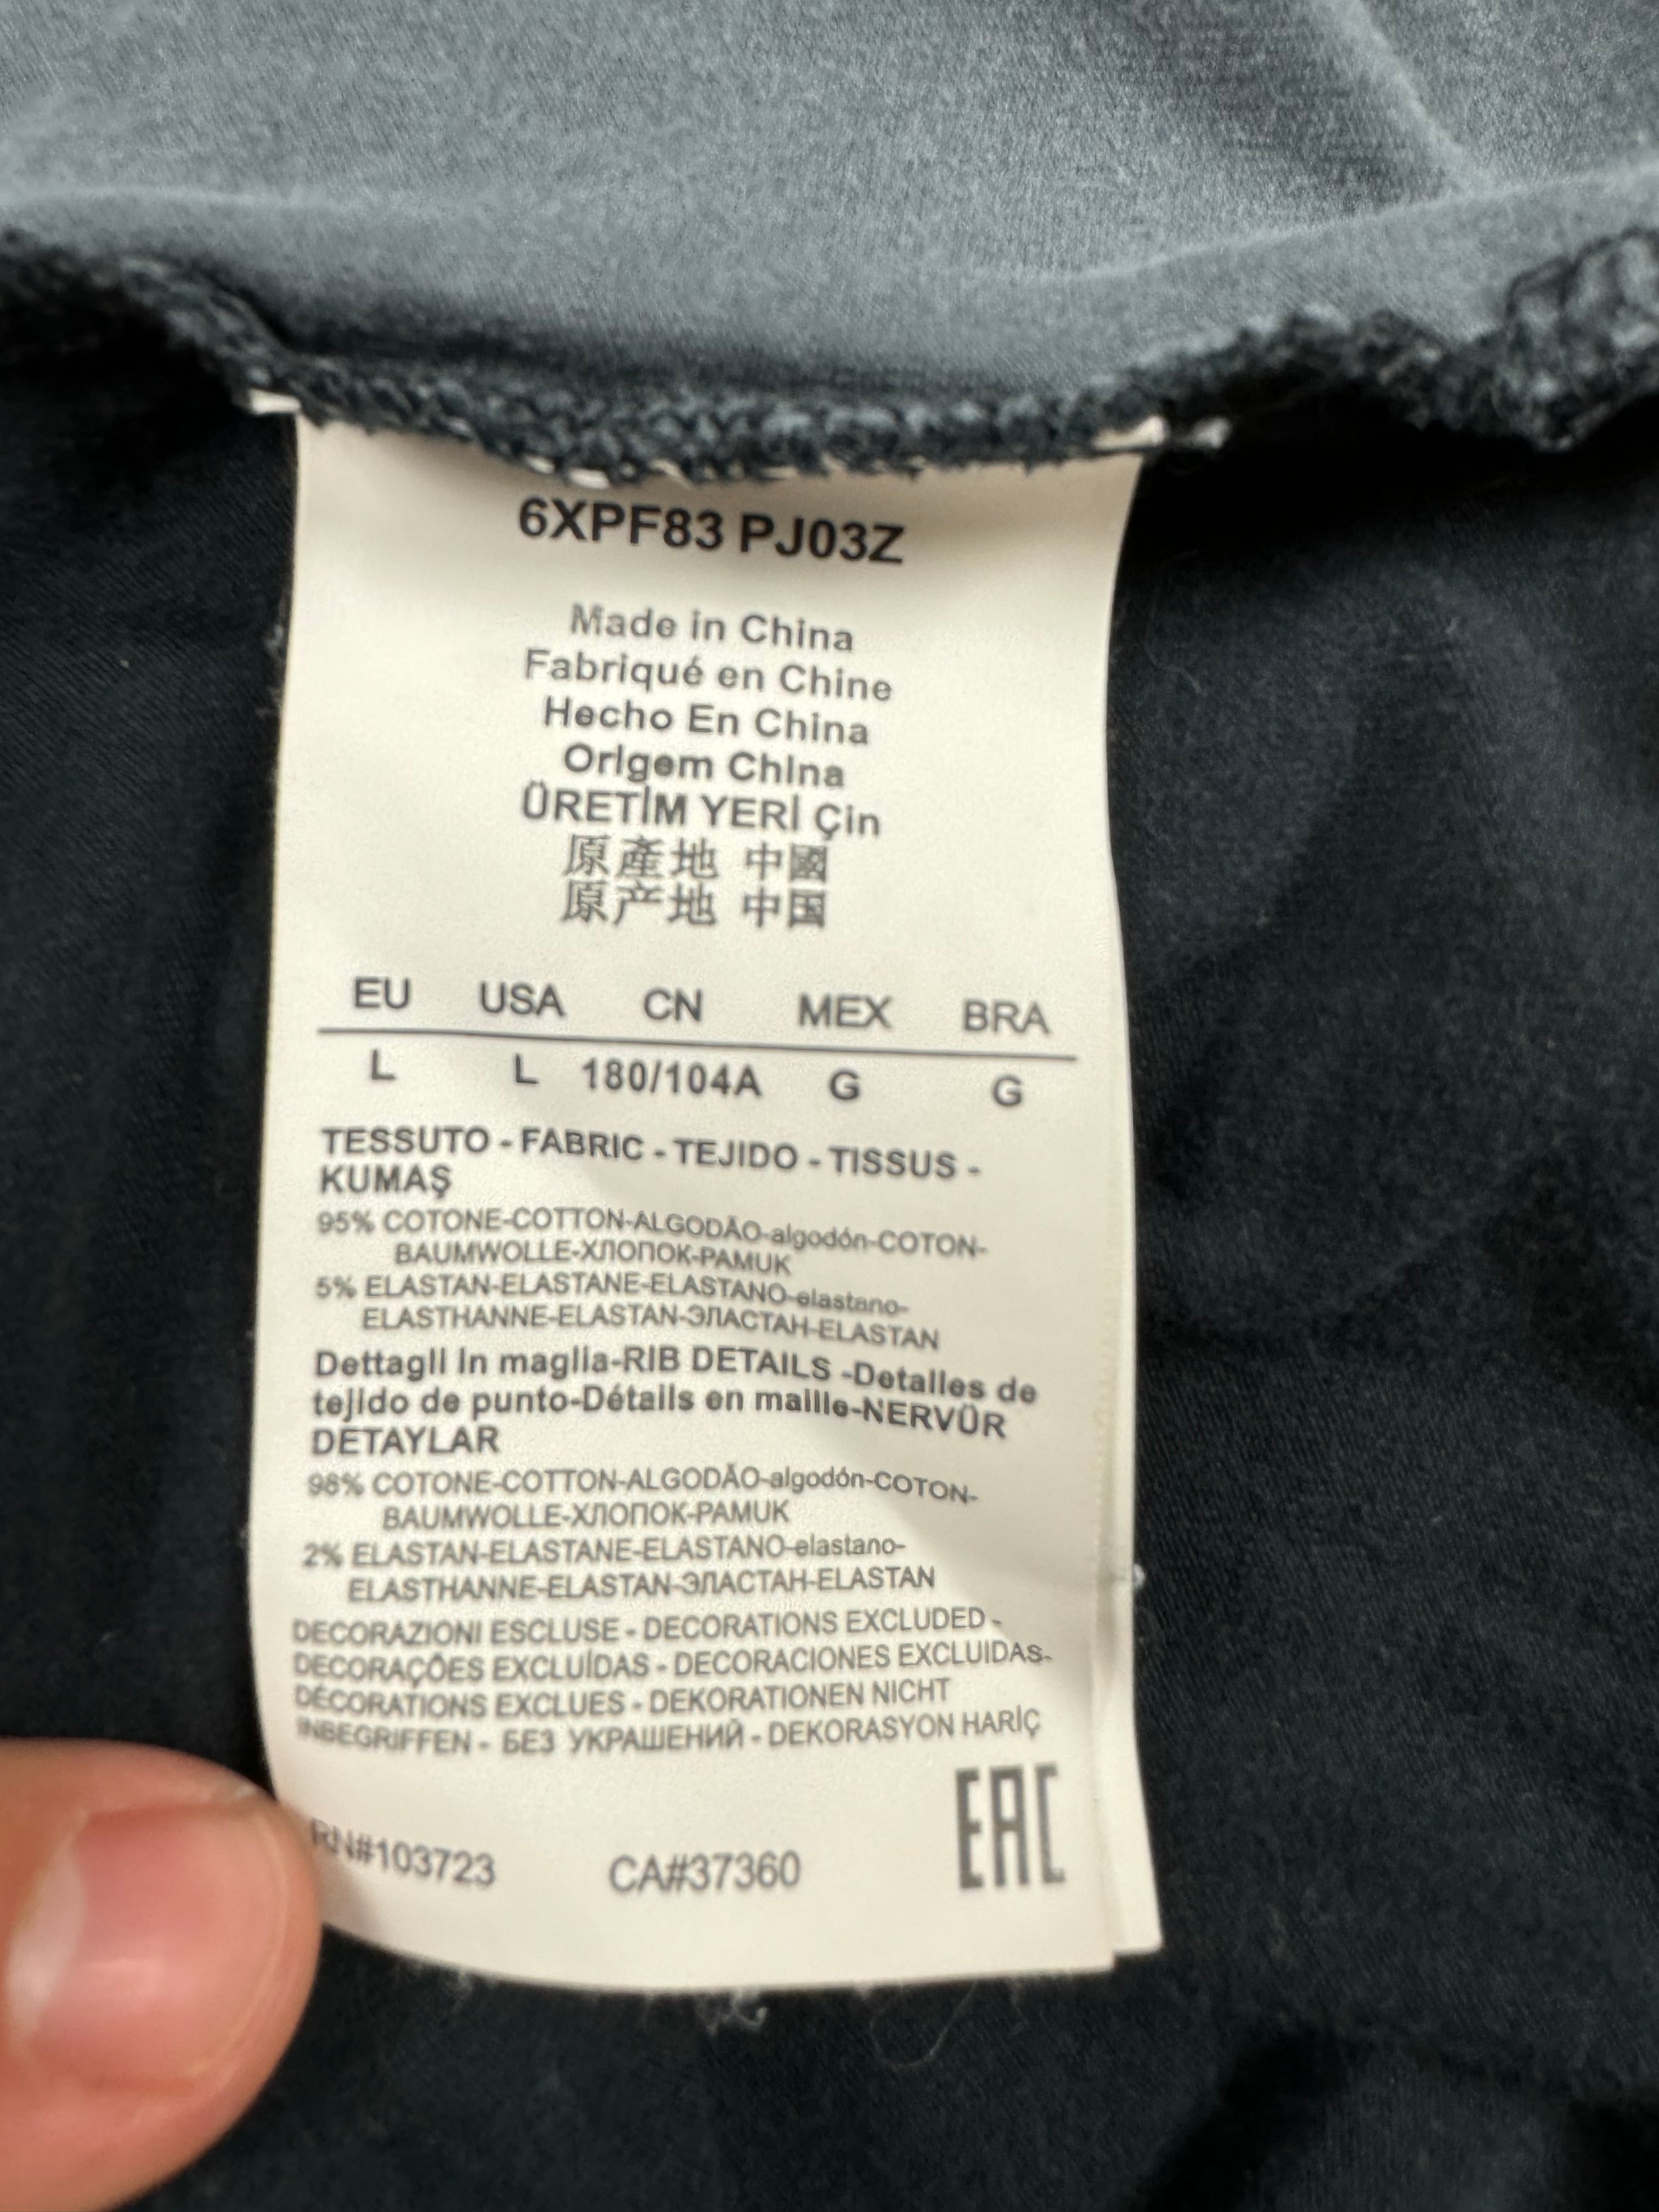 6XPF83 PJ03Z
Made in China
Fabriqué en Chine
Hecho En China
Origem China
ÜRETİM YERİ Çin
原產地 中國
原产地 中国
EU USA CN MEX BRA
L L 180/104A G G
TESSUTO - FABRIC - TEJIDO - TISSUS -
KUMAŞ
95% COTONE-COTTON-ALGODÃO-algodón-COTON-
BAUMWOLLE-ХЛОПОК-PAMUK
5% ELASTAN-ELASTANE-ELASTANO-elastano-
ELASTHANNE-ELASTAN-ЭЛАСТАН-ELASTAN
Dettagli in maglia-RIB DETAILS -Detalles de
tejido de punto-Détails en maille-NERVÜR
DETAYLAR
98% COTONE-COTTON-ALGODÃO-algodón-COTON-
BAUMWOLLE-ХЛОПОК-PAMUK
2% ELASTAN-ELASTANE-ELASTANO-elastano-
ELASTHANNE-ELASTAN-ЭЛАСТАН-ELASTAN
DECORAZIONI ESCLUSE - DECORATIONS EXCLUDED -
DECORAÇÕES EXCLUÍDAS - DECORACIONES EXCLUIDAS-
DÉCORATIONS EXCLUES - DEKORATIONEN NICHT
INBEGRIFFEN - БЕЗ УКРАШЕНИЙ - DEKORASYON HARİÇ
EAC
RN#103723 CA#37360